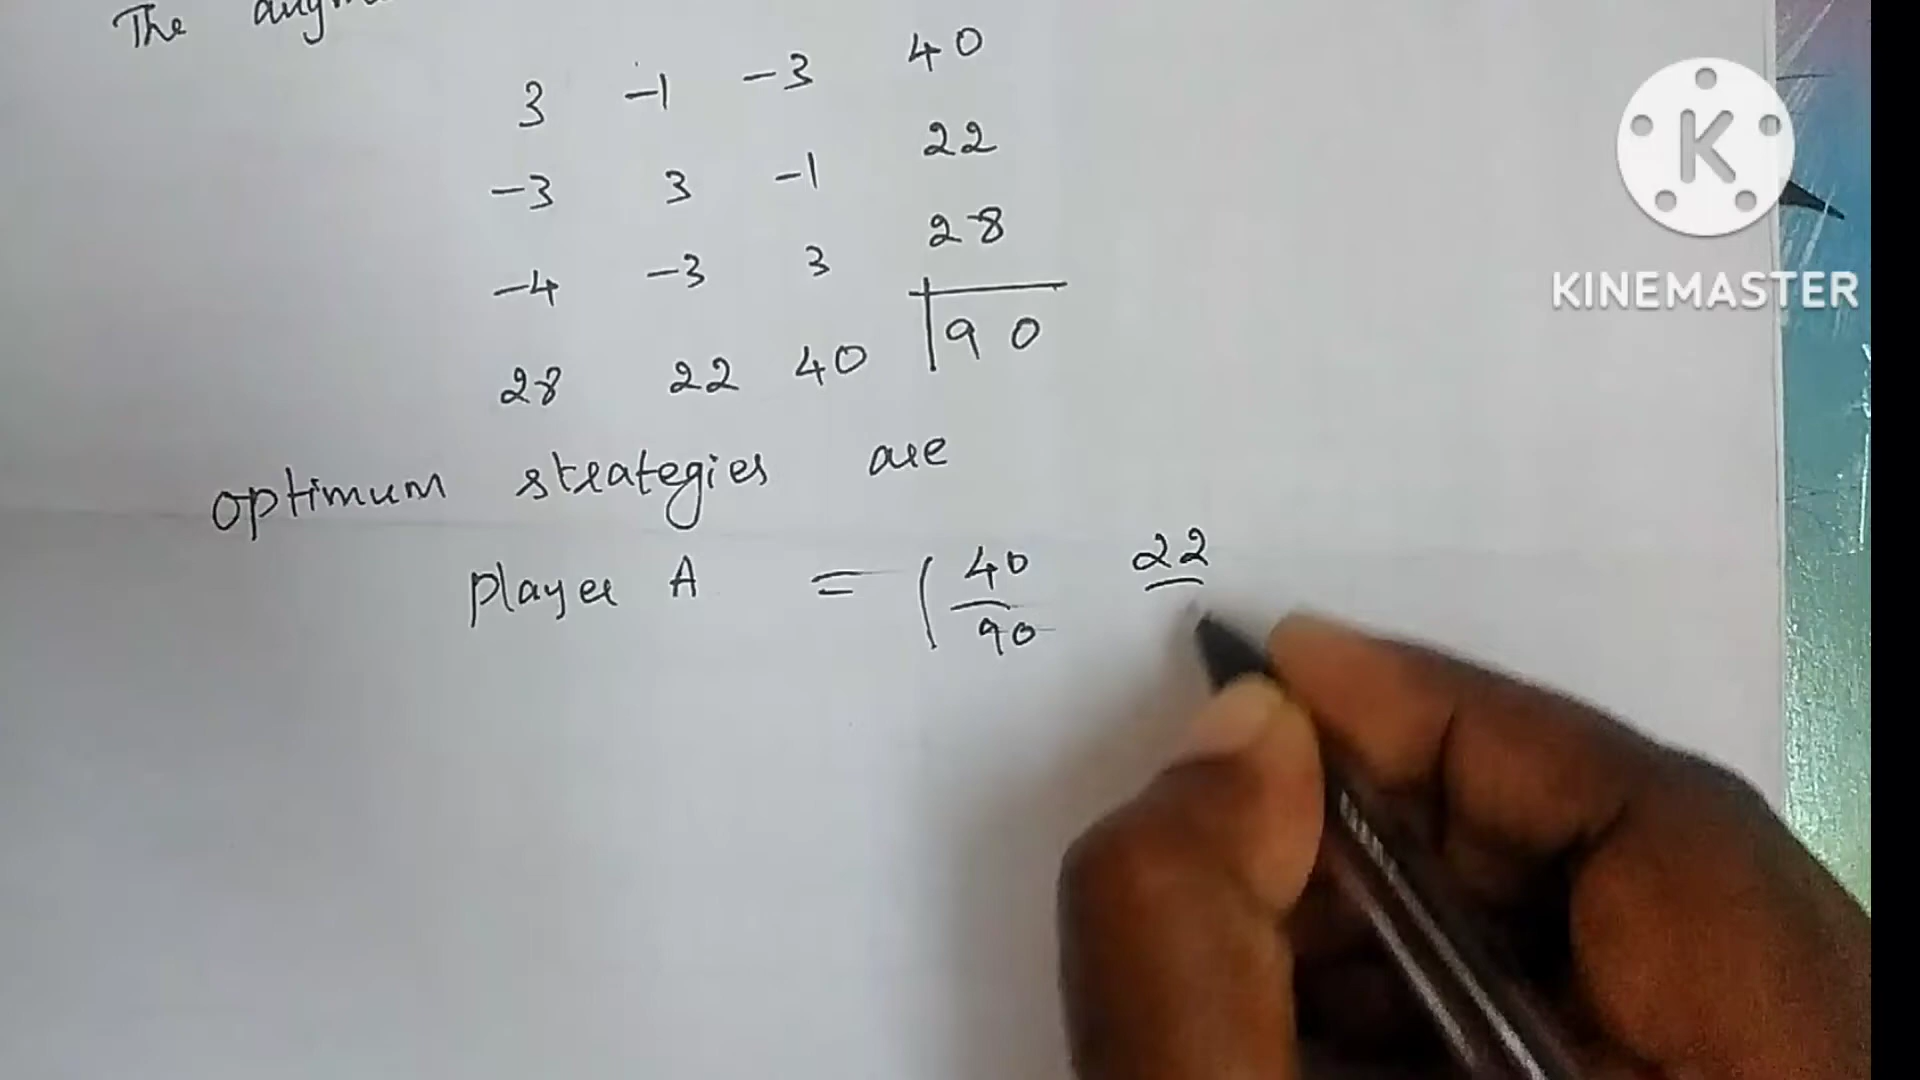 The
3 -1 -3 40
-3 3 -1 22
-4 -3 3 28
28 22 40 90
optimum strategies are
player A = ( 40/90 22
K
KINEMASTER